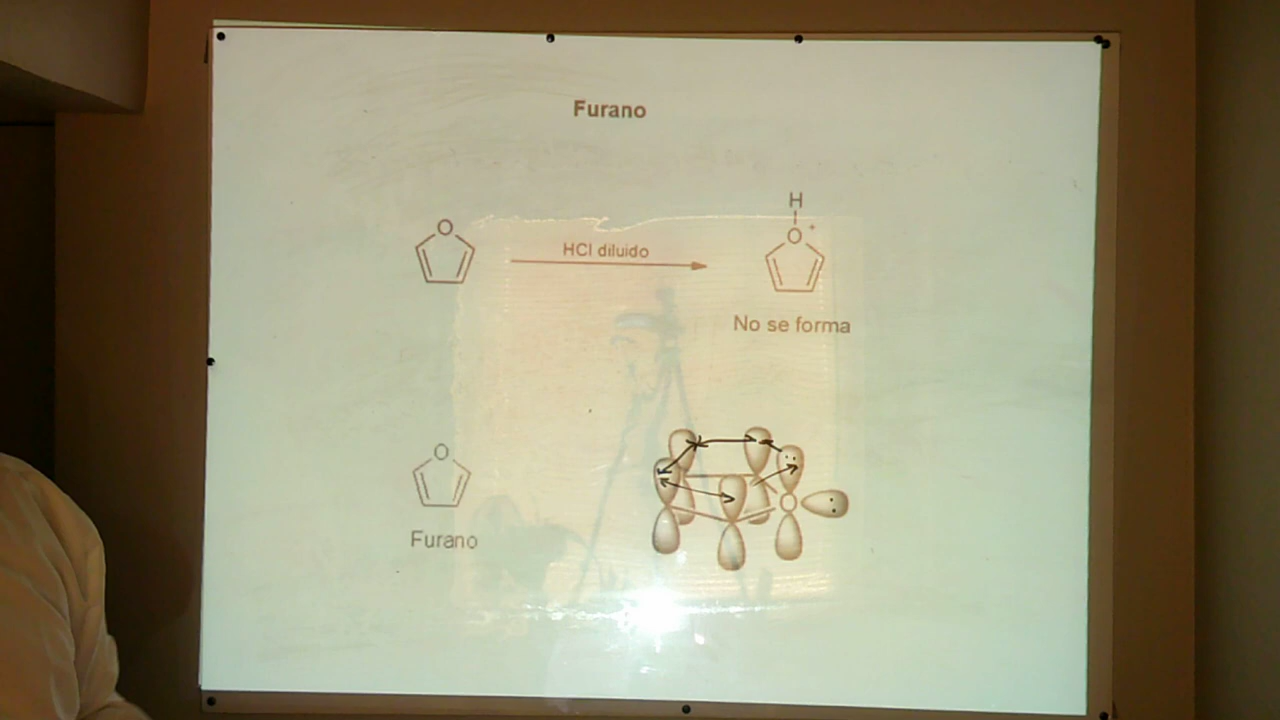 Furano
O
HCl diluido
H
O +
No se forma
O
Furano
O